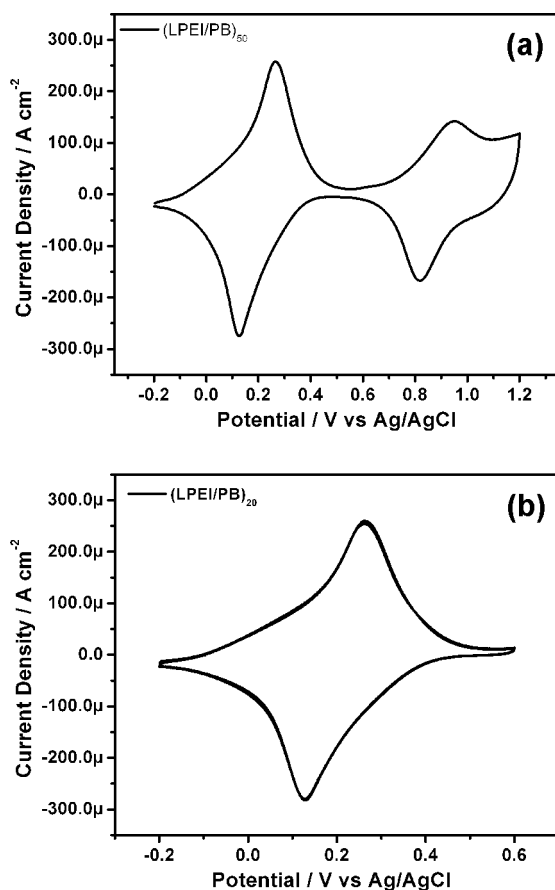 (LPEI/PB)50
(a)
300.0µ
200.0µ
100.0µ
0.0
-100.0µ
-200.0µ
-300.0µ
Current Density / A cm-2
-0.2 0.0 0.2 0.4 0.6 0.8 1.0 1.2
Potential / V vs Ag/AgCl
(LPEI/PB)20
(b)
300.0µ
200.0µ
100.0µ
0.0
-100.0µ
-200.0µ
-300.0µ
Current Density / A cm-2
-0.2 0.0 0.2 0.4 0.6
Potential / V vs Ag/AgCl